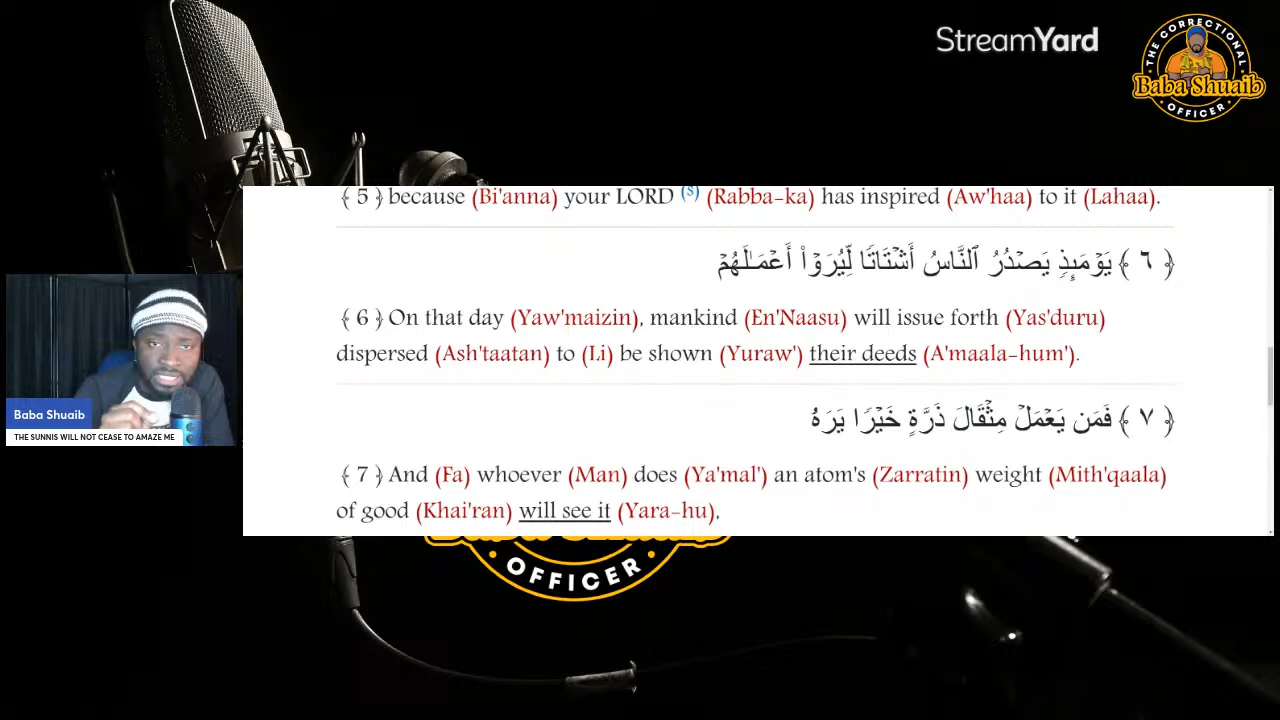 StreamYard
THE CORRECTIONAL
Baba Shuaib
OFFICER
﴾ 5 ﴿ because (Bi'anna) your LORD (S) (Rabba-ka) has inspired (Aw'haa) to it (Lahaa).
﴿ ٦ ﴾ يَوْمَئِذٍ يَصْدُرُ ٱلنَّاسُ أَشْتَاتًا لِّيُرَوْا۟ أَعْمَـٰلَهُمْ
﴾ 6 ﴿ On that day (Yaw'maizin), mankind (En'Naasu) will issue forth (Yas'duru)
dispersed (Ash'taatan) to (Li) be shown (Yuraw') their deeds (A'maala-hum').
﴿ ٧ ﴾ فَمَن يَعْمَلْ مِثْقَالَ ذَرَّةٍ خَيْرًا يَرَهُ
﴾ 7 ﴿ And (Fa) whoever (Man) does (Ya'mal') an atom's (Zarratin) weight (Mith'qaala)
of good (Khai'ran) will see it (Yara-hu),
Baba Shuaib
THE SUNNIS WILL NOT CEASE TO AMAZE ME
OFFICER